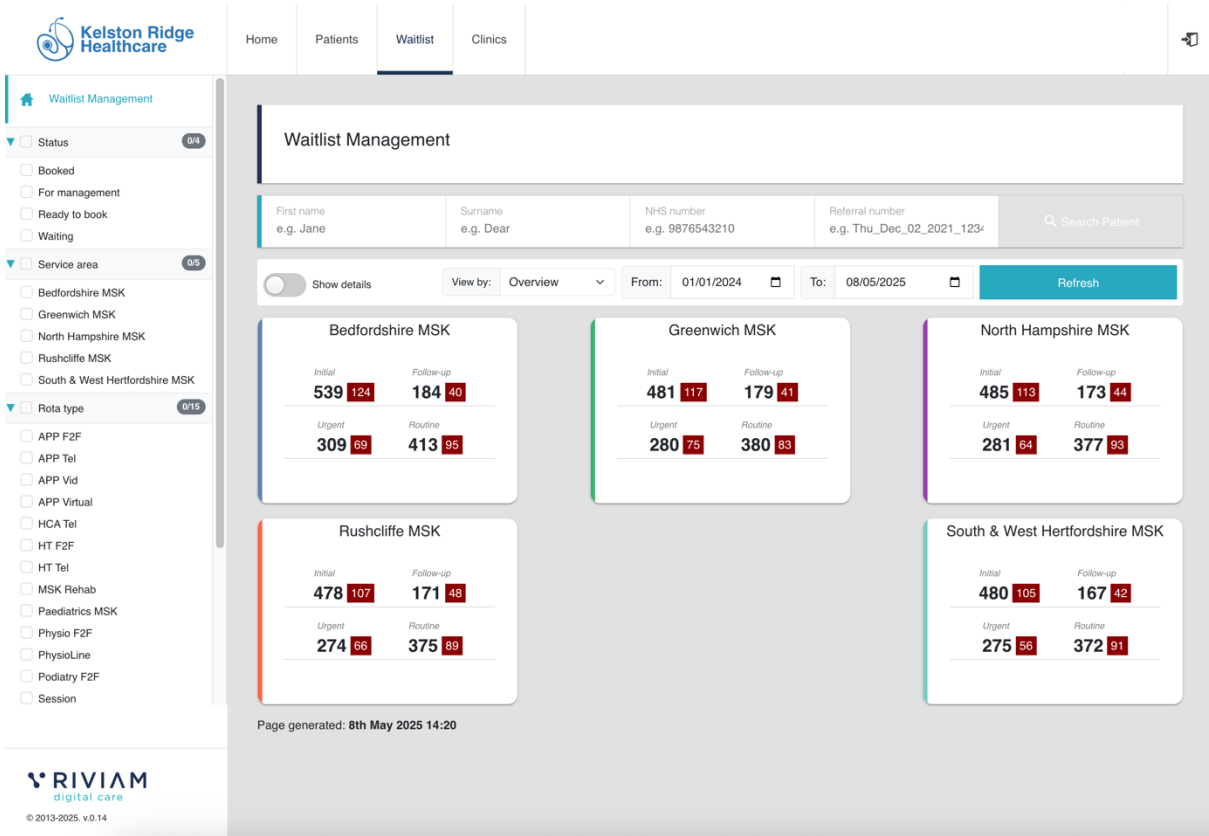 Kelston Ridge
Healthcare
Home Patients Waitlist Clinics
Waitlist Management
Status 0/4
Booked
For management
Ready to book
Waiting
Service area 0/5
Bedfordshire MSK
Greenwich MSK
North Hampshire MSK
Rushcliffe MSK
South & West Hertfordshire MSK
Rota type 0/15
APP F2F
APP Tel
APP Vid
APP Virtual
HCA Tel
HT F2F
HT Tel
MSK Rehab
Paediatrics MSK
Physio F2F
PhysioLine
Podiatry F2F
Session
RIVIAM
digital care
© 2013-2025. v.0.14
Waitlist Management
First name Surname NHS number Referral number
e.g. Jane e.g. Dear e.g. 9876543210 e.g. Thu_Dec_02_2021_1234 Search Patient
Show details View by: Overview From: 01/01/2024 To: 08/05/2025 Refresh
Bedfordshire MSK
Initial Follow-up
539 124 184 40
Urgent Routine
309 69 413 95
Greenwich MSK
Initial Follow-up
481 117 179 41
Urgent Routine
280 75 380 83
North Hampshire MSK
Initial Follow-up
485 113 173 44
Urgent Routine
281 64 377 93
Rushcliffe MSK
Initial Follow-up
478 107 171 48
Urgent Routine
274 66 375 89
South & West Hertfordshire MSK
Initial Follow-up
480 105 167 42
Urgent Routine
275 56 372 91
Page generated: 8th May 2025 14:20